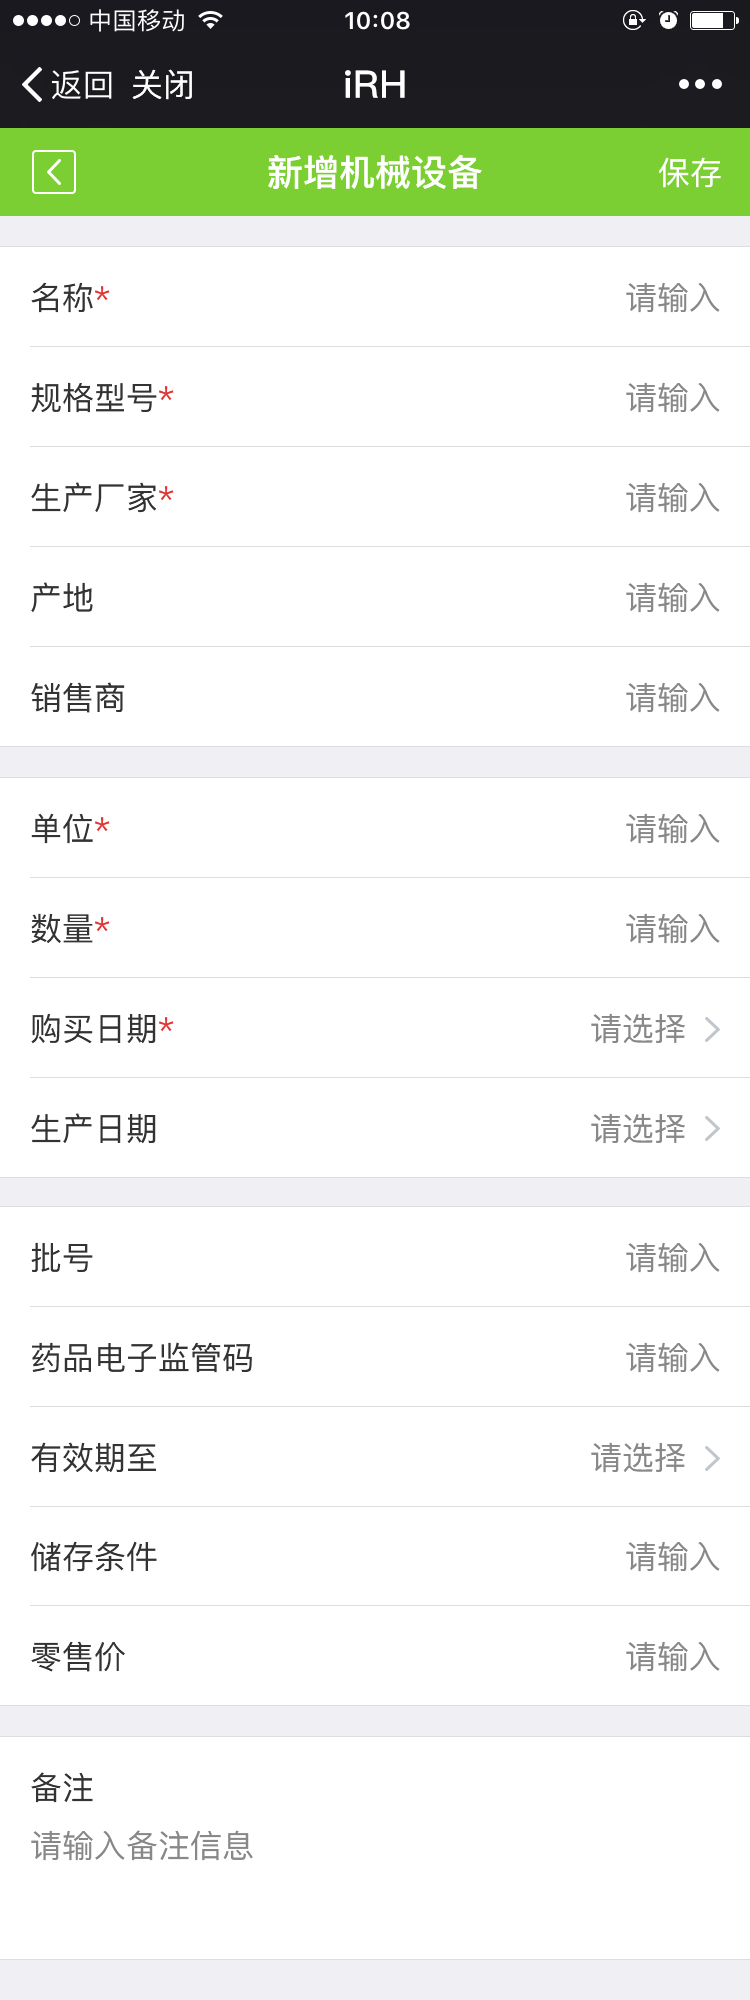 中国移动 10:08
返回 关闭 iRH
新增机械设备 保存
名称* 请输入
规格型号* 请输入
生产厂家* 请输入
产地 请输入
销售商 请输入
单位* 请输入
数量* 请输入
购买日期* 请选择
生产日期 请选择
批号 请输入
药品电子监管码 请输入
有效期至 请选择
储存条件 请输入
零售价 请输入
备注
请输入备注信息